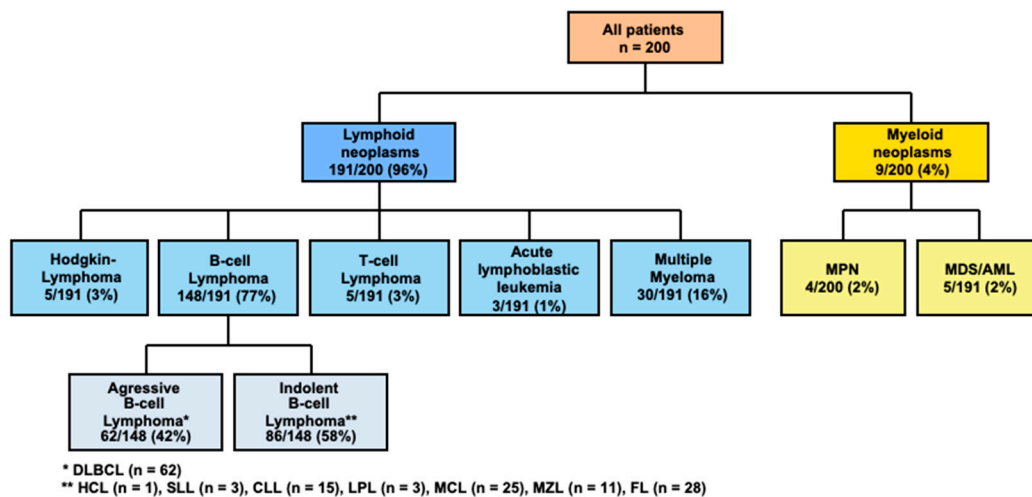 All patients
n = 200
Lymphoid
neoplasms
191/200 (96%)
Myeloid
neoplasms
9/200 (4%)
Hodgkin-
Lymphoma
5/191 (3%)
B-cell
Lymphoma
148/191 (77%)
T-cell
Lymphoma
5/191 (3%)
Acute
lymphoblastic
leukemia
3/191 (1%)
Multiple
Myeloma
30/191 (16%)
MPN
4/200 (2%)
MDS/AML
5/191 (2%)
Agressive
B-cell
Lymphoma*
62/148 (42%)
Indolent
B-cell
Lymphoma**
86/148 (58%)
* DLBCL (n = 62)
** HCL (n = 1), SLL (n = 3), CLL (n = 15), LPL (n = 3), MCL (n = 25), MZL (n = 11), FL (n = 28)